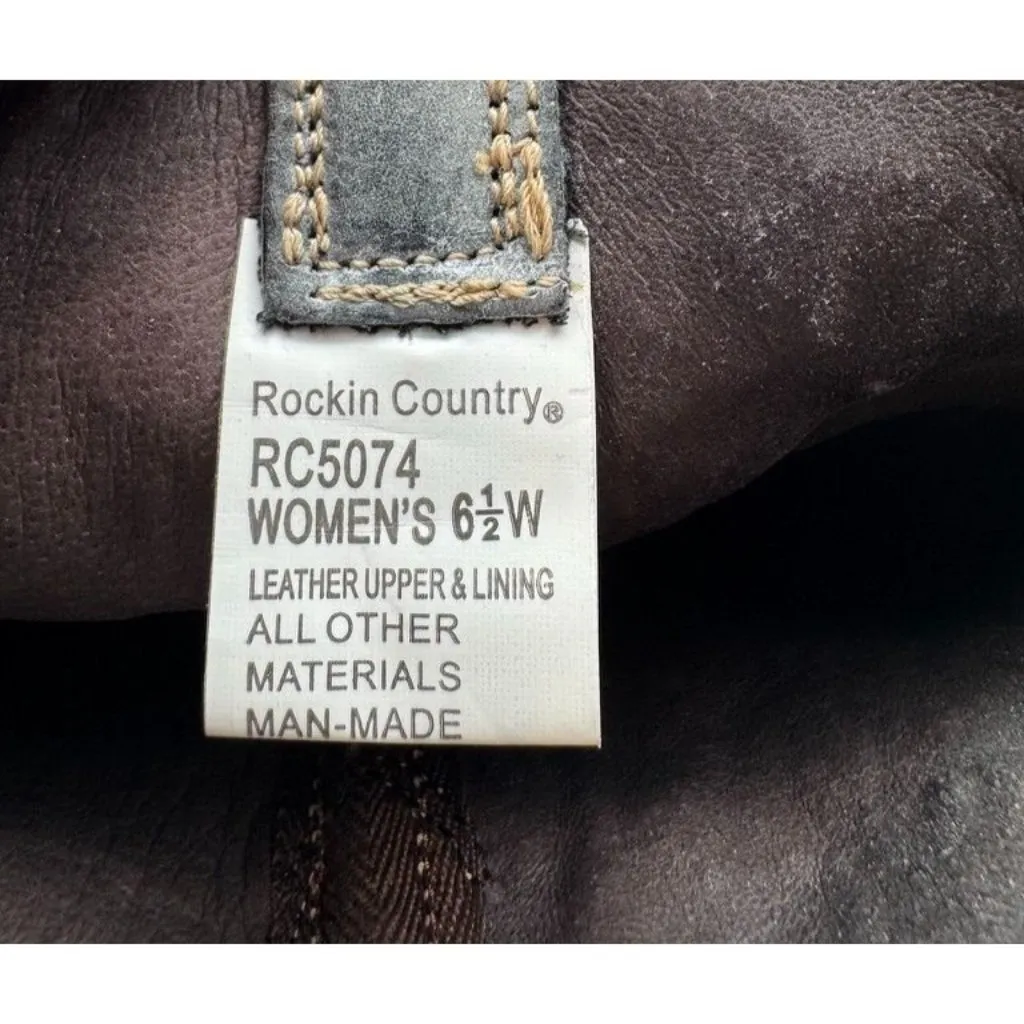 Rockin Country®
RC5074
WOMEN'S 6½W
LEATHER UPPER & LINING
ALL OTHER
MATERIALS
MAN-MADE